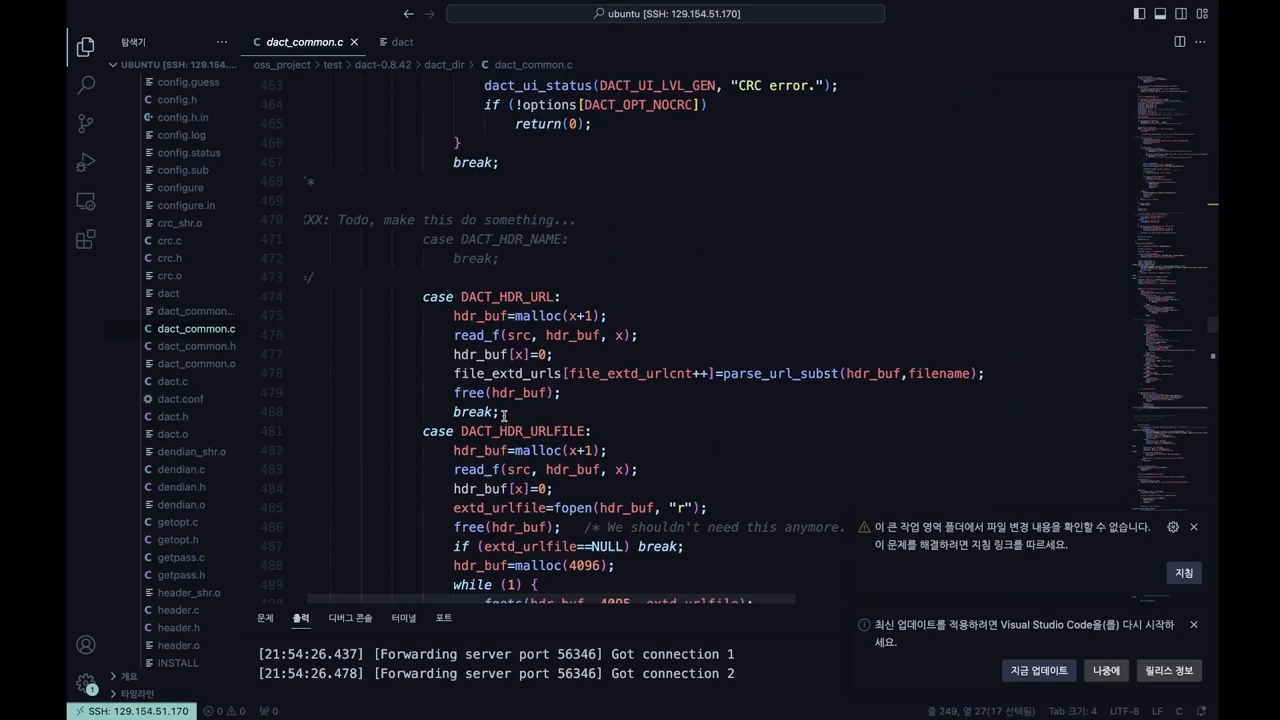 ubuntu [SSH: 129.154.51.170]
탐색기
dact_common.c
dact
UBUNTU [SSH: 129.154.51....
oss_project > test > dact-0.8.42 > dact_dir > C dact_common.c
config.guess
config.h
config.h.in
config.log
config.status
config.sub
configure
configure.in
crc_shr.o
crc.c
crc.h
crc.o
dact
dact_common...
dact_common.c
dact_common.h
dact_common.o
dact.c
dact.conf
dact.h
dact.o
dendian_shr.o
dendian.c
dendian.h
dendian.o
getopt.c
getopt.h
getpass.c
getpass.h
header_shr.o
header.c
header.h
header.o
INSTALL
개요
타임라인
463 dact_ui_status(DACT_UI_LVL_GEN, "CRC error.");
464 if (!options[DACT_OPT_NOCRC])
465 return(0);
466 }
467 break;
468 *
469
470 XX: Todo, make this do something...
471 case DACT_HDR_NAME:
472 break;
473 */
474 case DACT_HDR_URL:
475 hdr_buf=malloc(x+1);
476 read_f(src, hdr_buf, x);
477 hdr_buf[x]=0;
478 file_extd_urls[file_extd_urlcnt++]=parse_url_subst(hdr_buf,filename);
479 free(hdr_buf);
480 break;
481 case DACT_HDR_URLFILE:
482 hdr_buf=malloc(x+1);
483 read_f(src, hdr_buf, x);
484 hdr_buf[x]=0;
485 extd_urlfile=fopen(hdr_buf, "r");
486 free(hdr_buf); /* We shouldn't need this anymore.
487 if (extd_urlfile==NULL) break;
488 hdr_buf=malloc(4096);
489 while (1) {
fgets(hdr_buf, 4095, extd_urlfile);
문제 출력 디버그 콘솔 터미널 포트
[21:54:26.437] [Forwarding server port 56346] Got connection 1
[21:54:26.478] [Forwarding server port 56346] Got connection 2
이 큰 작업 영역 폴더에서 파일 변경 내용을 확인할 수 없습니다.
이 문제를 해결하려면 지침 링크를 따르세요.
지침
최신 업데이트를 적용하려면 Visual Studio Code을(를) 다시 시작하
세요.
지금 업데이트 나중에 릴리스 정보
1
SSH: 129.154.51.170 0 0 0 줄 249, 열 27(17 선택됨) Tab 크기: 4 UTF-8 LF C